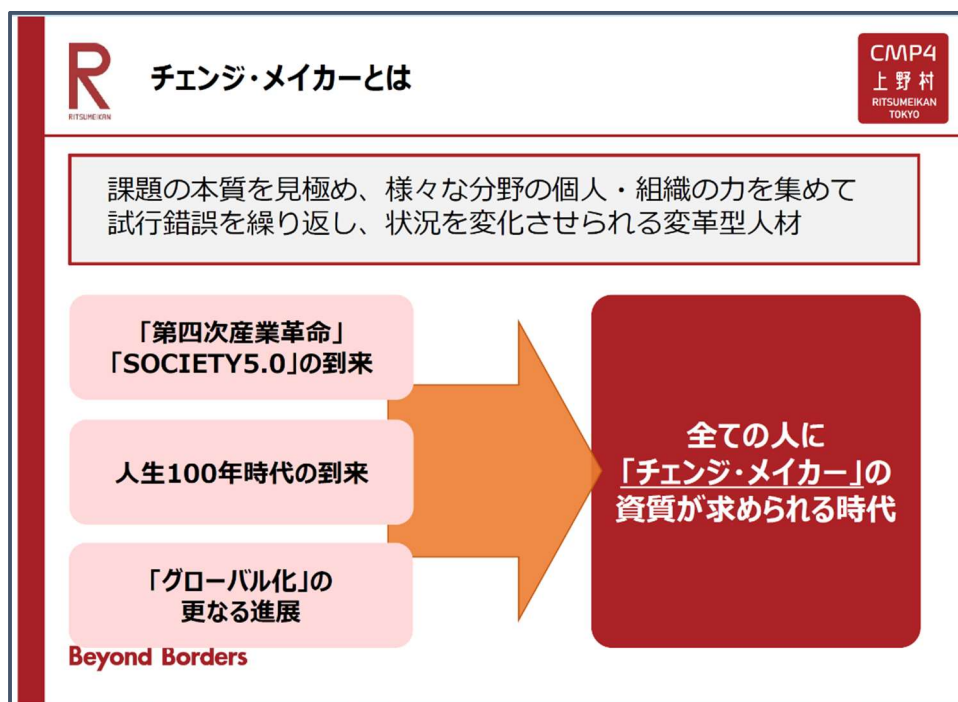 R
RITSUMEIKAN
チェンジ・メイカーとは
CMP4
上野村
RITSUMEIKAN
TOKYO
課題の本質を見極め、様々な分野の個人・組織の力を集めて
試行錯誤を繰り返し、状況を変化させられる変革型人材
「第四次産業革命」
「SOCIETY5.0」の到来
人生100年時代の到来
「グローバル化」の
更なる進展
全ての人に
「チェンジ・メイカー」の
資質が求められる時代
Beyond Borders